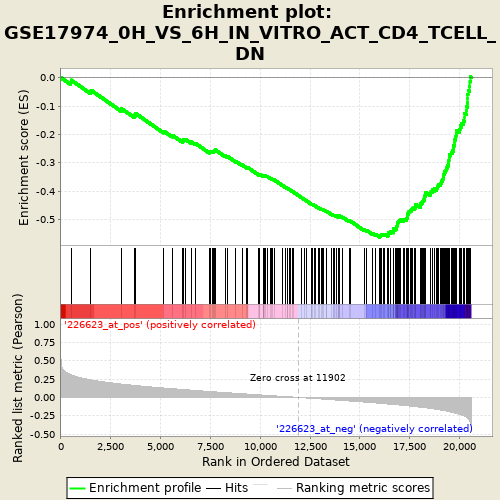 Enrichment plot:
GSE17974_0H_VS_6H_IN_VITRO_ACT_CD4_TCELL_
DN
Enrichment score (ES)
0.0
-0.1
-0.2
-0.3
-0.4
-0.5
Ranked list metric (Pearson)
1.00
0.75
0.50
0.25
0.00
-0.25
-0.50
'226623_at_pos' (positively correlated)
Zero cross at 11902
'226623_at_neg' (negatively correlated)
0
2,500
5,000
7,500
10,000
12,500
15,000
17,500
20,000
Rank in Ordered Dataset
Enrichment profile
Hits
Ranking metric scores